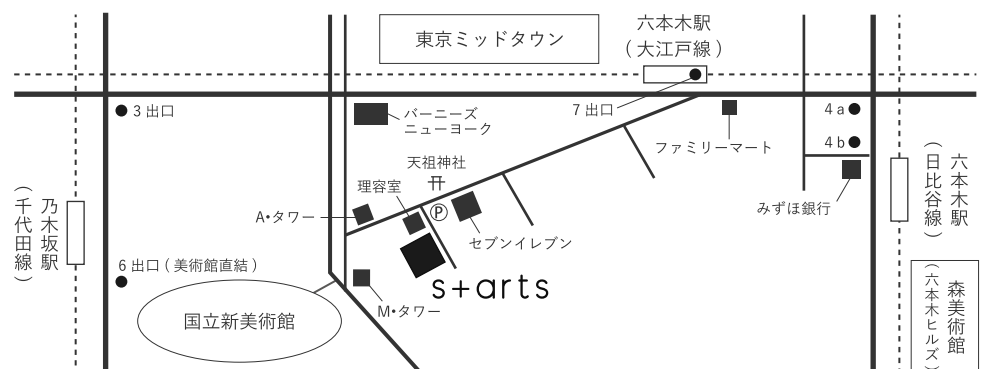 六本木駅
（大江戸線）
東京ミッドタウン
3 出口
7 出口
バーニーズ
ニューヨーク
4 a
4 b
ファミリーマート
天祖神社
理容室
A・タワー
P
セブンイレブン
みずほ銀行
六本木駅
（日比谷線）
乃木坂駅
（千代田線）
6 出口（美術館直結）
s+arts
M・タワー
国立新美術館
森美術館
（六本木ヒルズ）